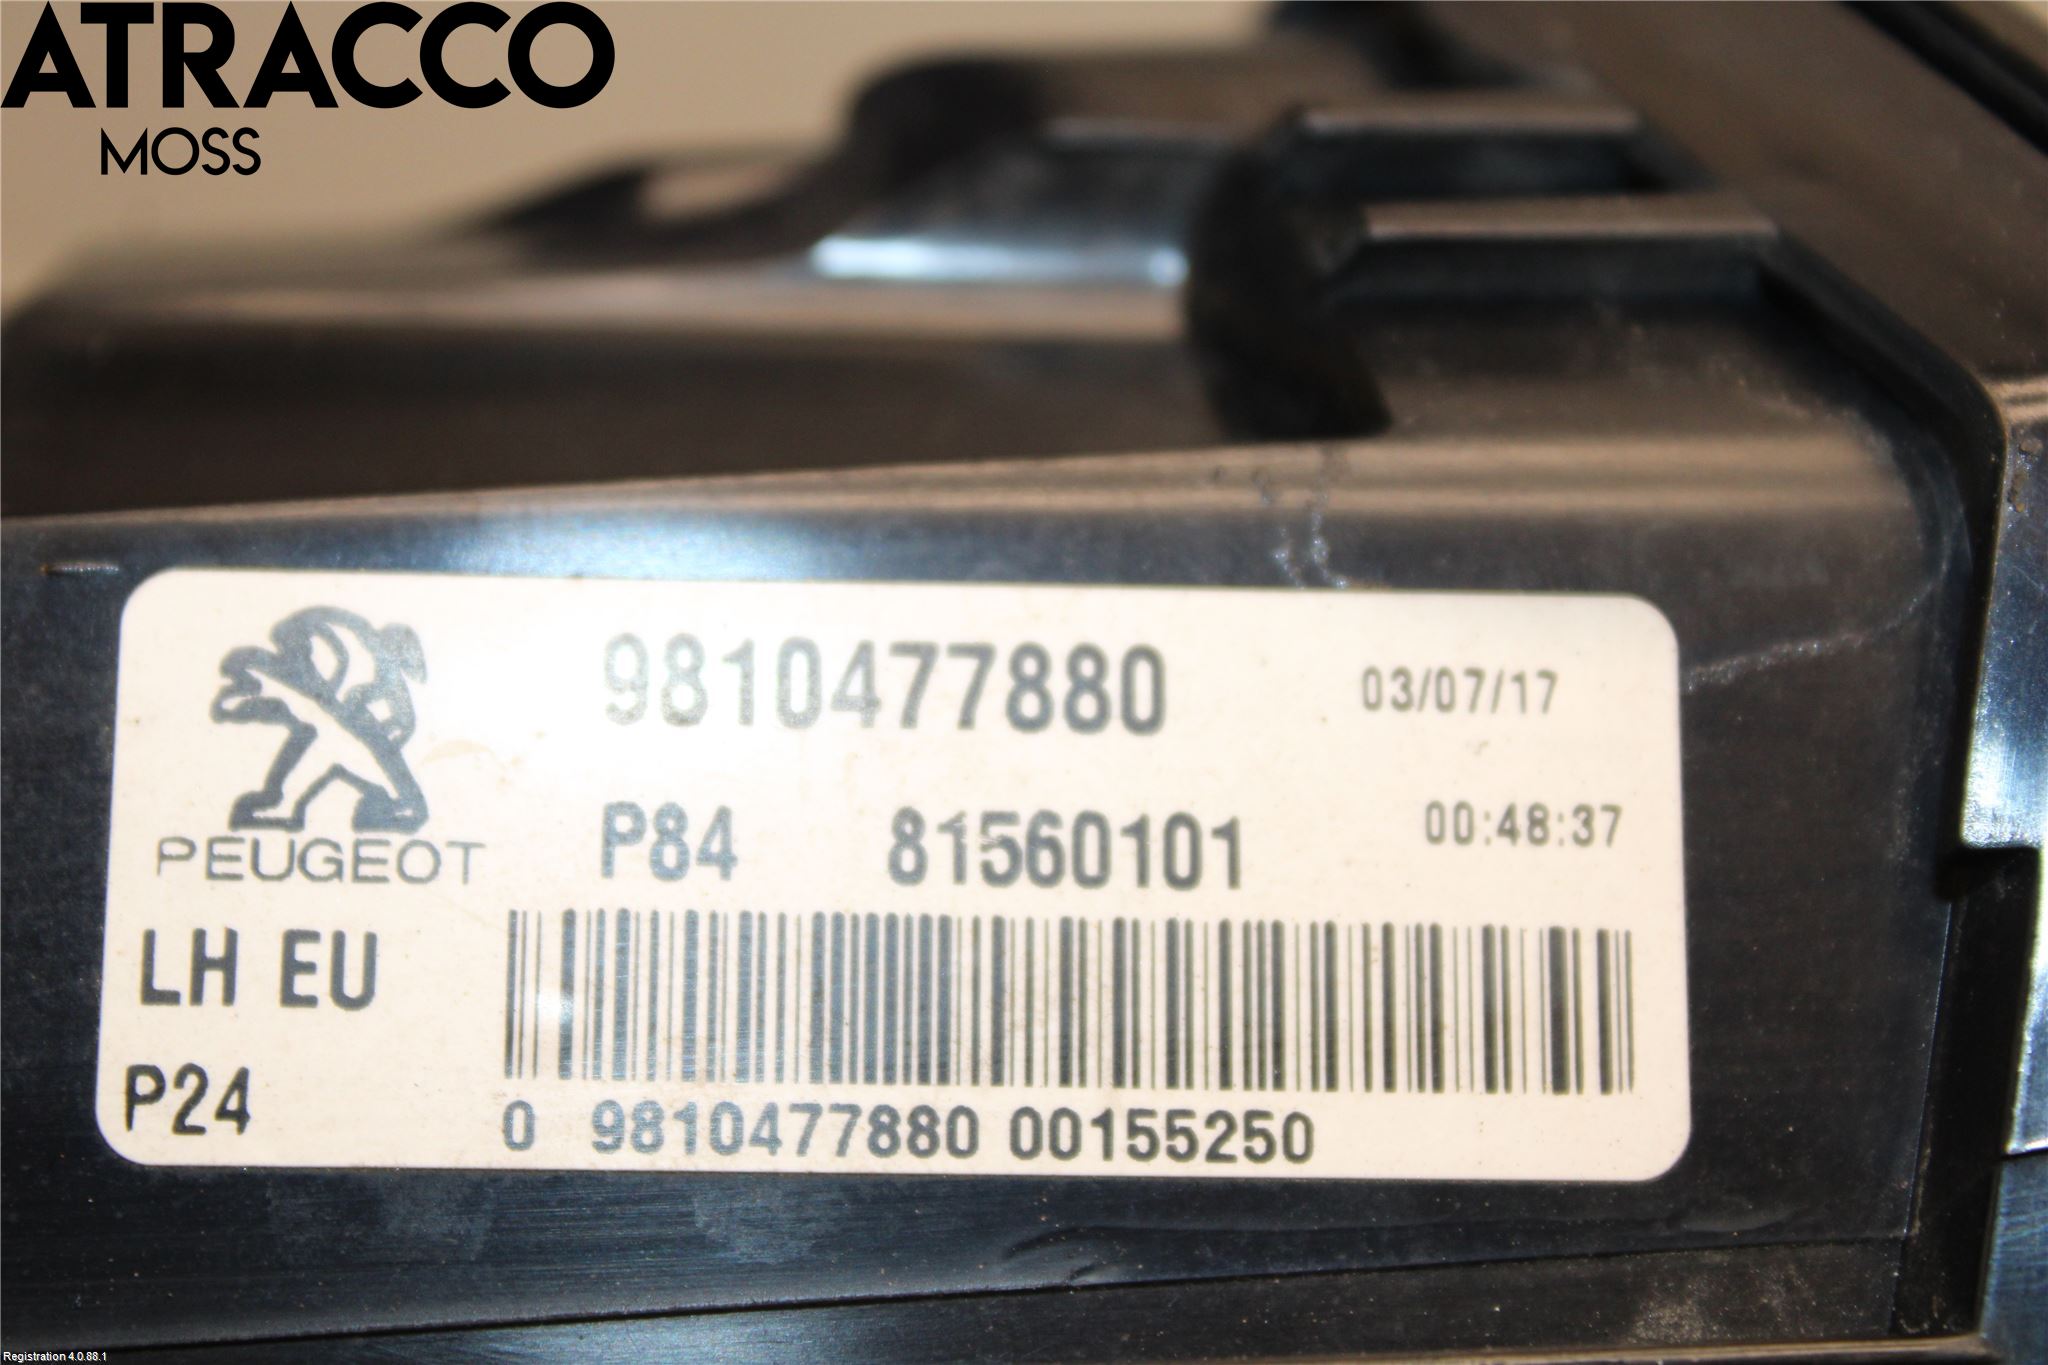 ATRACCO
MOSS
9810477880 03/07/17
P84 81560101 00:48:37
PEUGEOT
LH EU
P24
0 9810477880 00155250
Registration 4.0.88.1